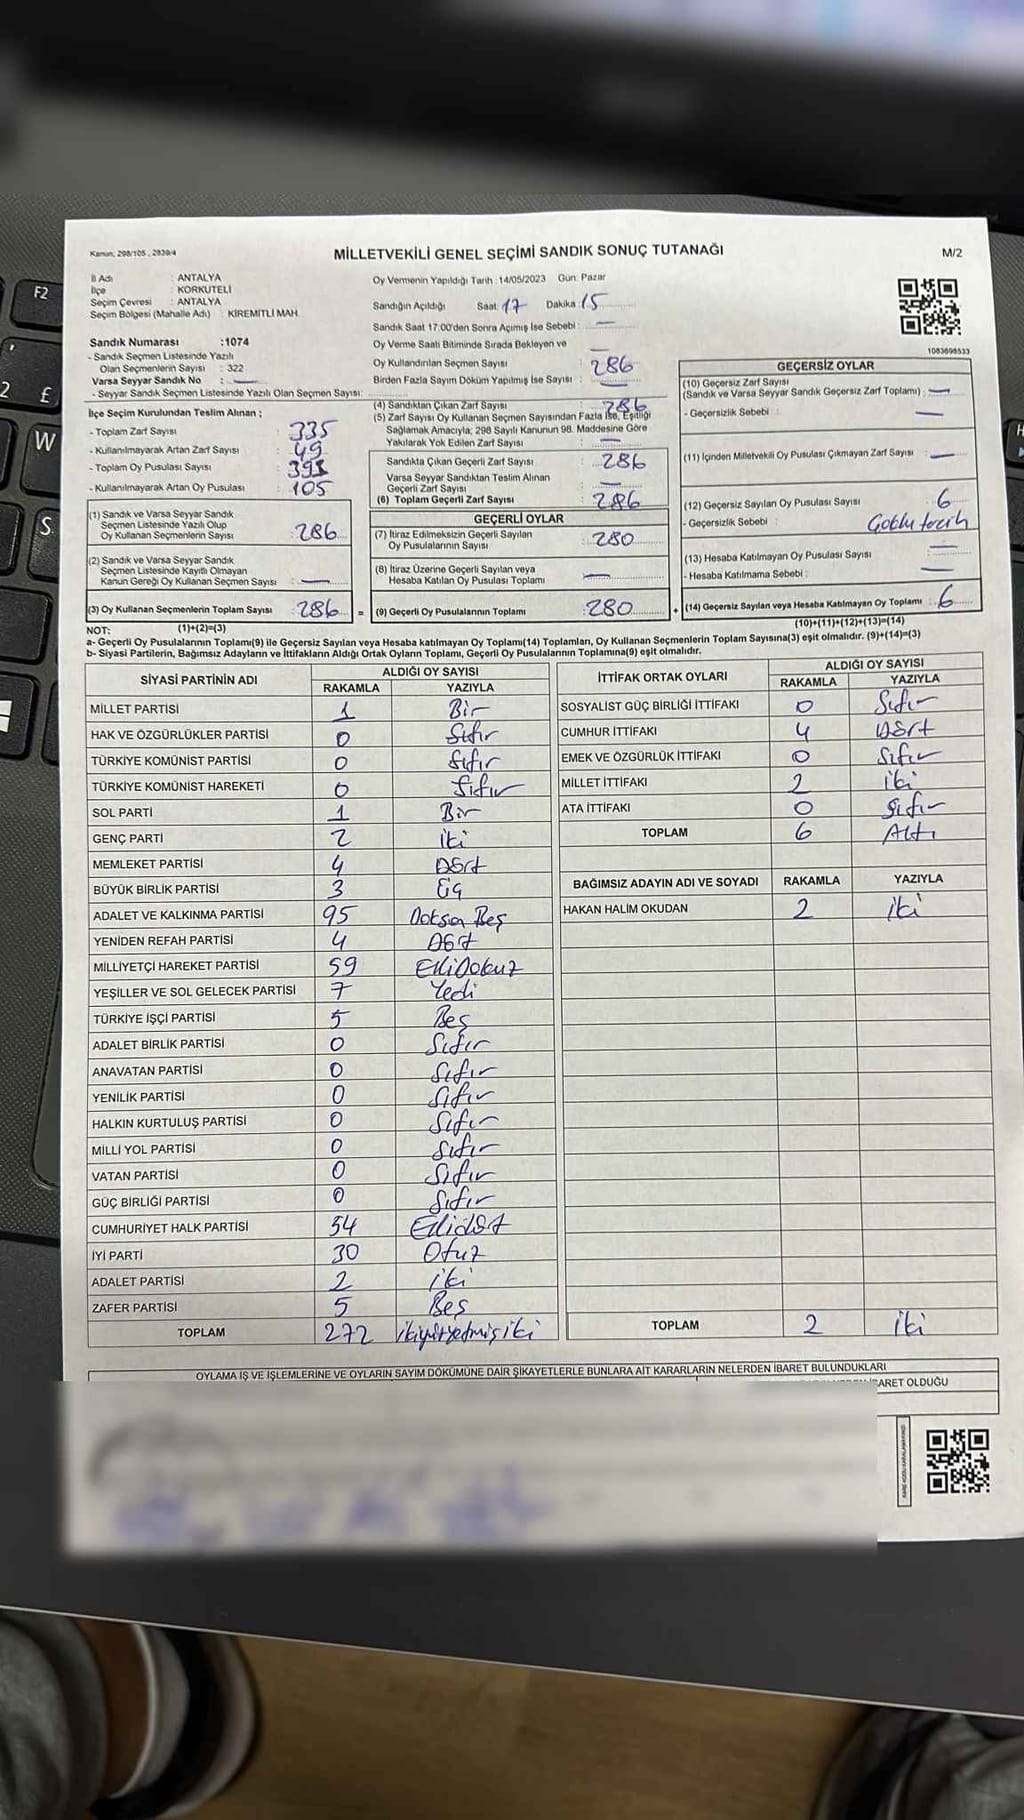 F2
2 £
W
S
H
Kanun; 298/105 , 2839/4
MİLLETVEKİLİ GENEL SEÇİMİ SANDIK SONUÇ TUTANAĞI
M/2
İl Adı : ANTALYA
İlçe : KORKUTELİ
Seçim Çevresi : ANTALYA
Seçim Bölgesi (Mahalle Adı) : KİREMİTLİ MAH.
Sandık Numarası :1074
- Sandık Seçmen Listesinde Yazılı
Olan Seçmenlerin Sayısı : 322
Varsa Seyyar Sandık No : —
- Seyyar Sandık Seçmen Listesinde Yazılı Olan Seçmen Sayısı:
Oy Vermenin Yapıldığı Tarih :14/05/2023 Gün: Pazar
Sandığın Açıldığı Saat: 17 Dakika: 15
Sandık Saat 17:00'den Sonra Açımış İse Sebebi : —
Oy Verme Saati Bitiminde Sırada Bekleyen ve
Oy Kullandırılan Seçmen Sayısı : 286
Birden Fazla Sayım Döküm Yapılmış İse Sayısı : —
1083698533
İlçe Seçim Kurulundan Teslim Alınan ;
- Toplam Zarf Sayısı : 335
- Kullanılmayarak Artan Zarf Sayısı : 49
- Toplam Oy Pusulası Sayısı : 391
- Kullanılmayarak Artan Oy Pusulası : 105
(1) Sandık ve Varsa Seyyar Sandık
Seçmen Listesinde Yazılı Olup
Oy Kullanan Seçmenlerin Sayısı : 286
(2) Sandık ve Varsa Seyyar Sandık
Seçmen Listesinde Kayıtlı Olmayan
Kanun Gereği Oy Kullanan Seçmen Sayısı : —
(3) Oy Kullanan Seçmenlerin Toplam Sayısı : 286 =
(4) Sandıktan Çıkan Zarf Sayısı : 286
(5) Zarf Sayısı Oy Kullanan Seçmen Sayısından Fazla İse, Eşitliği
Sağlamak Amacıyla; 298 Sayılı Kanunun 98. Maddesine Göre
Yakılarak Yok Edilen Zarf Sayısı : —
Sandıkta Çıkan Geçerli Zarf Sayısı : 286
Varsa Seyyar Sandıktan Teslim Alınan
Geçerli Zarf Sayısı : —
(6) Toplam Geçerli Zarf Sayısı : 286
GEÇERLİ OYLAR
(7) İtiraz Edilmeksizin Geçerli Sayılan
Oy Pusulalarının Sayısı : 280
(8) İtiraz Üzerine Geçerli Sayılan veya
Hesaba Katılan Oy Pusulası Toplamı : —
(9) Geçerli Oy Pusulalarının Toplamı : 280 +
GEÇERSİZ OYLAR
(10) Geçersiz Zarf Sayısı
(Sandık ve Varsa Seyyar Sandık Geçersiz Zarf Toplamı) : —
- Geçersizlik Sebebi : —
(11) İçinden Milletvekili Oy Pusulası Çıkmayan Zarf Sayısı : —
(12) Geçersiz Sayılan Oy Pusulası Sayısı : 6
- Geçersizlik Sebebi : Çoklu tercih
(13) Hesaba Katılmayan Oy Pusulası Sayısı : —
- Hesaba Katılmama Sebebi : —
(14) Geçersiz Sayılan veya Hesaba Katılmayan Oy Toplamı : 6
NOT: (1)+(2)=(3)
(10)+(11)+(12)+(13)=(14)
a- Geçerli Oy Pusulalarının Toplamı(9) ile Geçersiz Sayılan veya Hesaba katılmayan Oy Toplamı(14) Toplamları, Oy Kullanan Seçmenlerin Toplam Sayısına(3) eşit olmalıdır. (9)+(14)=(3)
b- Siyasi Partilerin, Bağımsız Adayların ve İttifakların Aldığı Ortak Oyların Toplamı, Geçerli Oy Pusulalarının Toplamına(9) eşit olmalıdır.
SİYASİ PARTİNİN ADI ALDIĞI OY SAYISI
RAKAMLA YAZIYLA
MİLLET PARTİSİ 1 Bir
HAK VE ÖZGÜRLÜKLER PARTİSİ 0 Sıfır
TÜRKİYE KOMÜNİST PARTİSİ 0 Sıfır
TÜRKİYE KOMÜNİST HAREKETİ 0 Sıfır
SOL PARTİ 1 Bir
GENÇ PARTİ 2 İki
MEMLEKET PARTİSİ 4 Dört
BÜYÜK BİRLİK PARTİSİ 3 Üç
ADALET VE KALKINMA PARTİSİ 95 Doksan Beş
YENİDEN REFAH PARTİSİ 4 Dört
MİLLİYETÇİ HAREKET PARTİSİ 59 Elli Dokuz
YEŞİLLER VE SOL GELECEK PARTİSİ 7 Yedi
TÜRKİYE İŞÇİ PARTİSİ 5 Beş
ADALET BİRLİK PARTİSİ 0 Sıfır
ANAVATAN PARTİSİ 0 Sıfır
YENİLİK PARTİSİ 0 Sıfır
HALKIN KURTULUŞ PARTİSİ 0 Sıfır
MİLLİ YOL PARTİSİ 0 Sıfır
VATAN PARTİSİ 0 Sıfır
GÜÇ BİRLİĞİ PARTİSİ 0 Sıfır
CUMHURİYET HALK PARTİSİ 54 Ellidört
İYİ PARTİ 30 Otuz
ADALET PARTİSİ 2 İki
ZAFER PARTİSİ 5 Beş
TOPLAM 272 İkiyüzyetmişiki
İTTİFAK ORTAK OYLARI ALDIĞI OY SAYISI
RAKAMLA YAZIYLA
SOSYALİST GÜÇ BİRLİĞİ İTTİFAKI 0 Sıfır
CUMHUR İTTİFAKI 4 Dört
EMEK VE ÖZGÜRLÜK İTTİFAKI 0 Sıfır
MİLLET İTTİFAKI 2 İki
ATA İTTİFAKI 0 Sıfır
TOPLAM 6 Altı
BAĞIMSIZ ADAYIN ADI VE SOYADI RAKAMLA YAZIYLA
HAKAN HALİM OKUDAN 2 İki
TOPLAM 2 İki
OYLAMA İŞ VE İŞLEMLERİNE VE OYLARIN SAYIM DÖKÜMÜNE DAİR ŞİKAYETLERLE BUNLARA AİT KARARLARIN NELERDEN İBARET BULUNDUKLARI
OLDUĞU